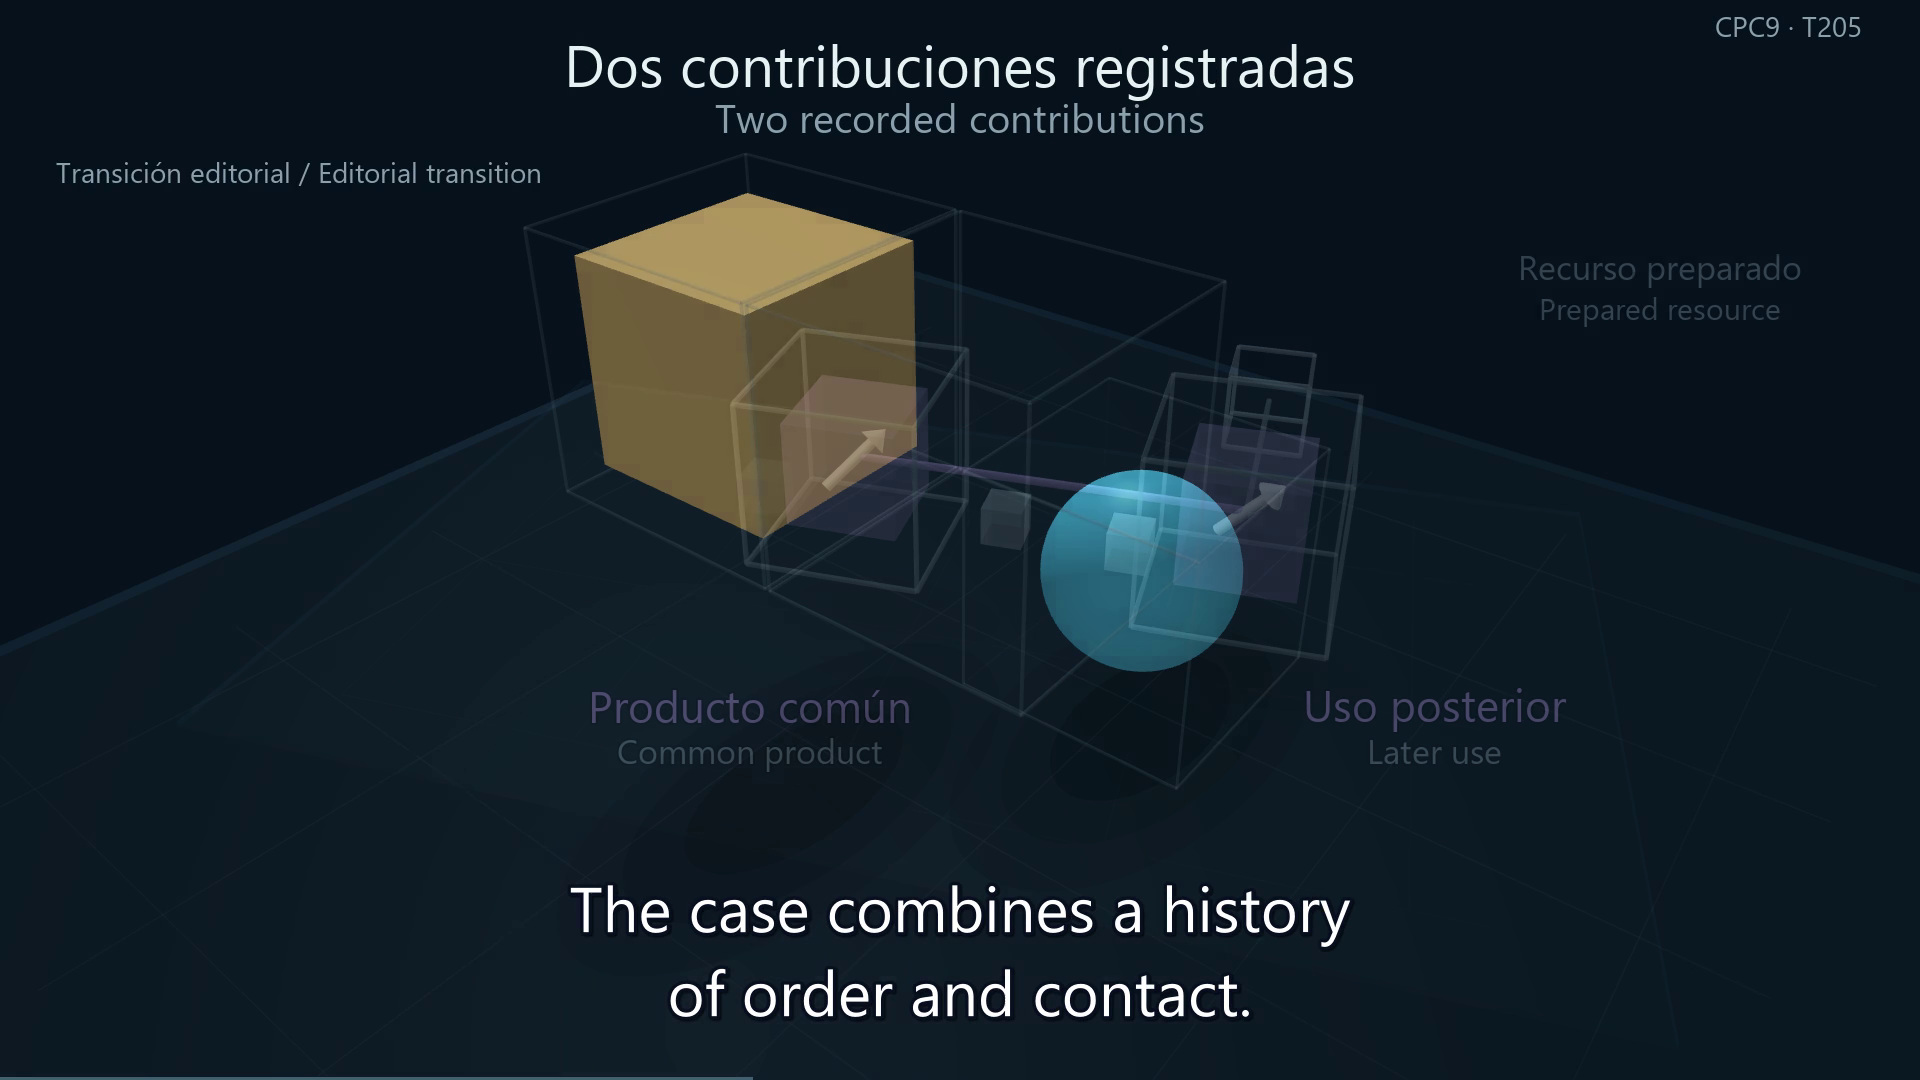 CPC9 · T205
Dos contribuciones registradas
Two recorded contributions
Transición editorial / Editorial transition
Recurso preparado
Prepared resource
Producto común
Common product
Uso posterior
Later use
The case combines a history
of order and contact.